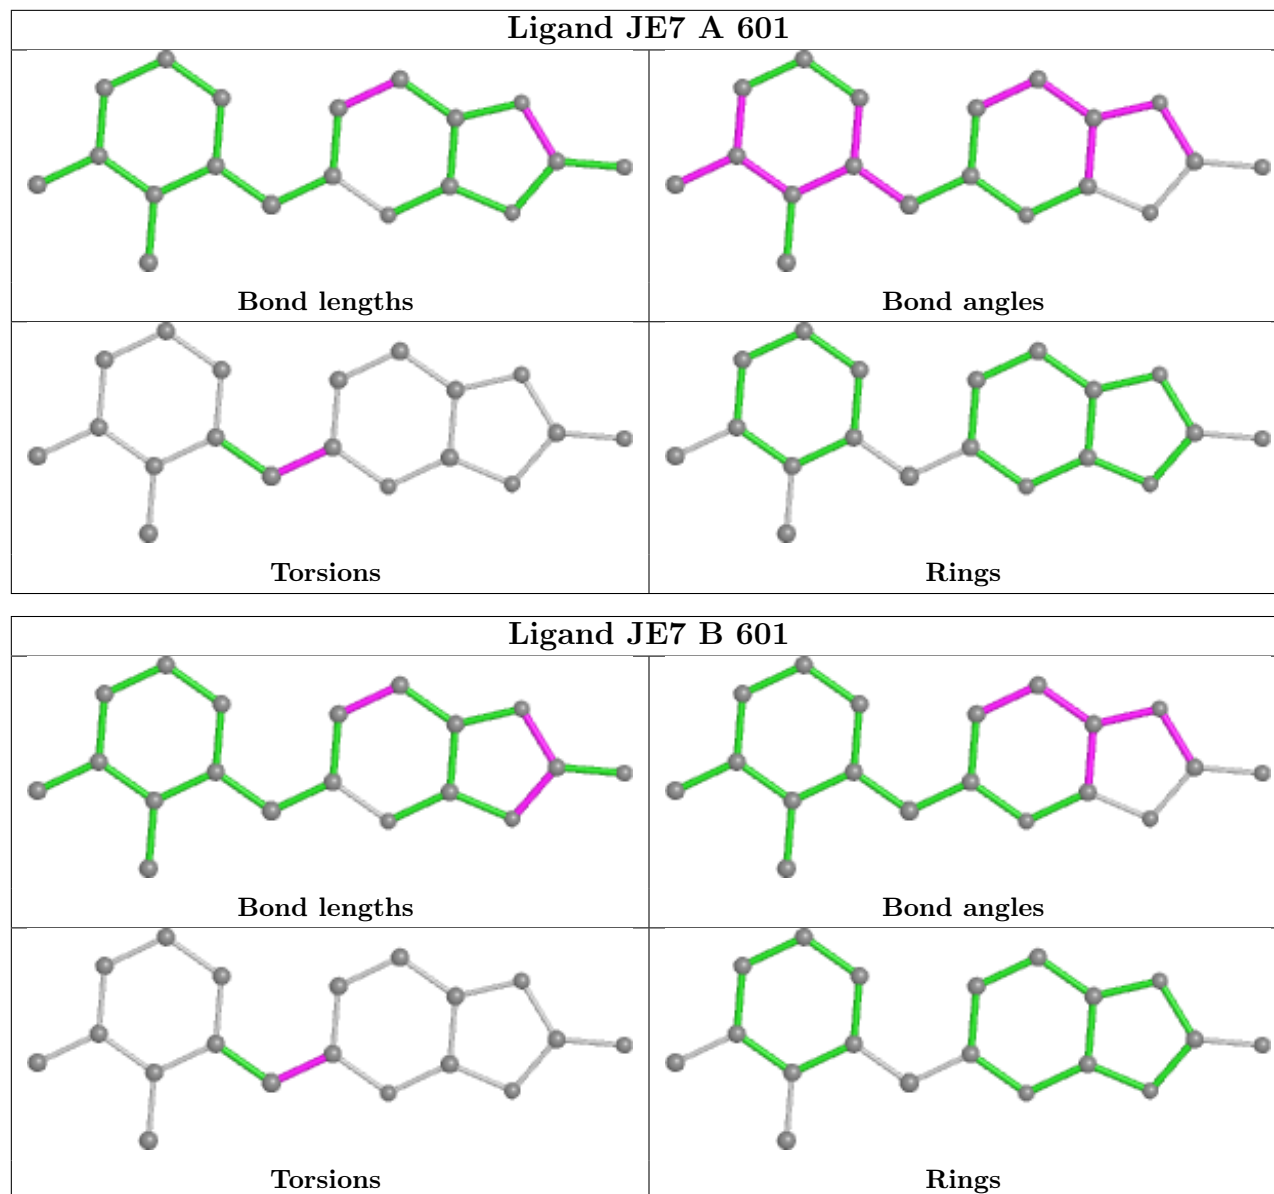 Ligand JE7 A 601
Bond lengths
Bond angles
Torsions
Rings
Ligand JE7 B 601
Bond lengths
Bond angles
Torsions
Rings